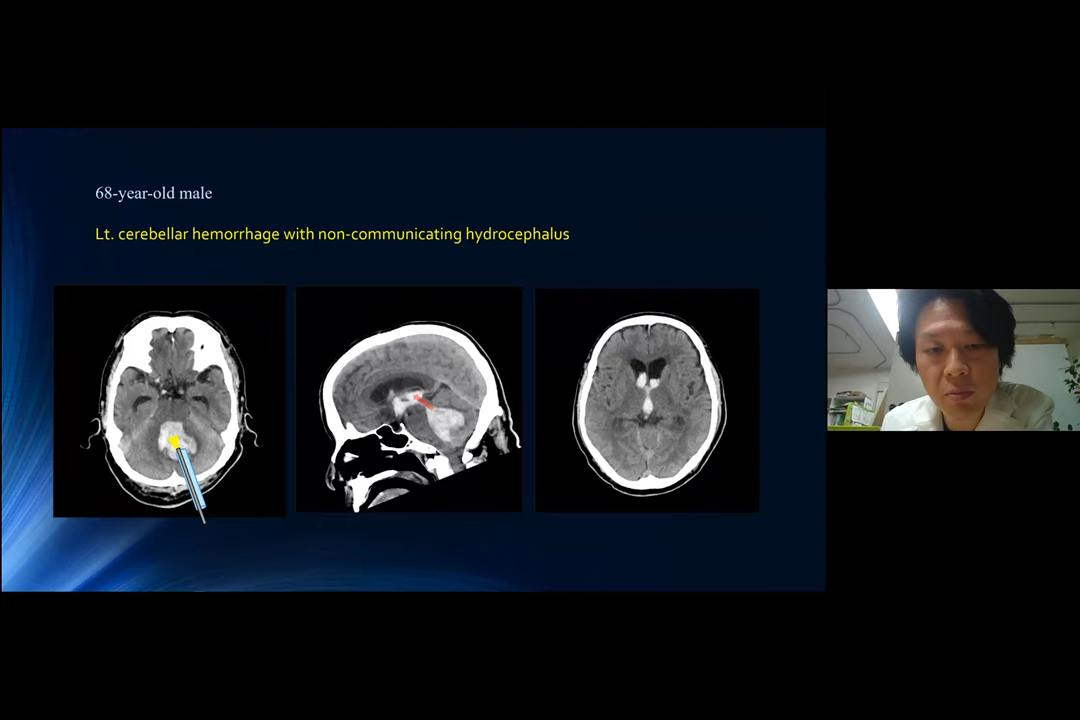 68-year-old male
Lt. cerebellar hemorrhage with non-communicating hydrocephalus